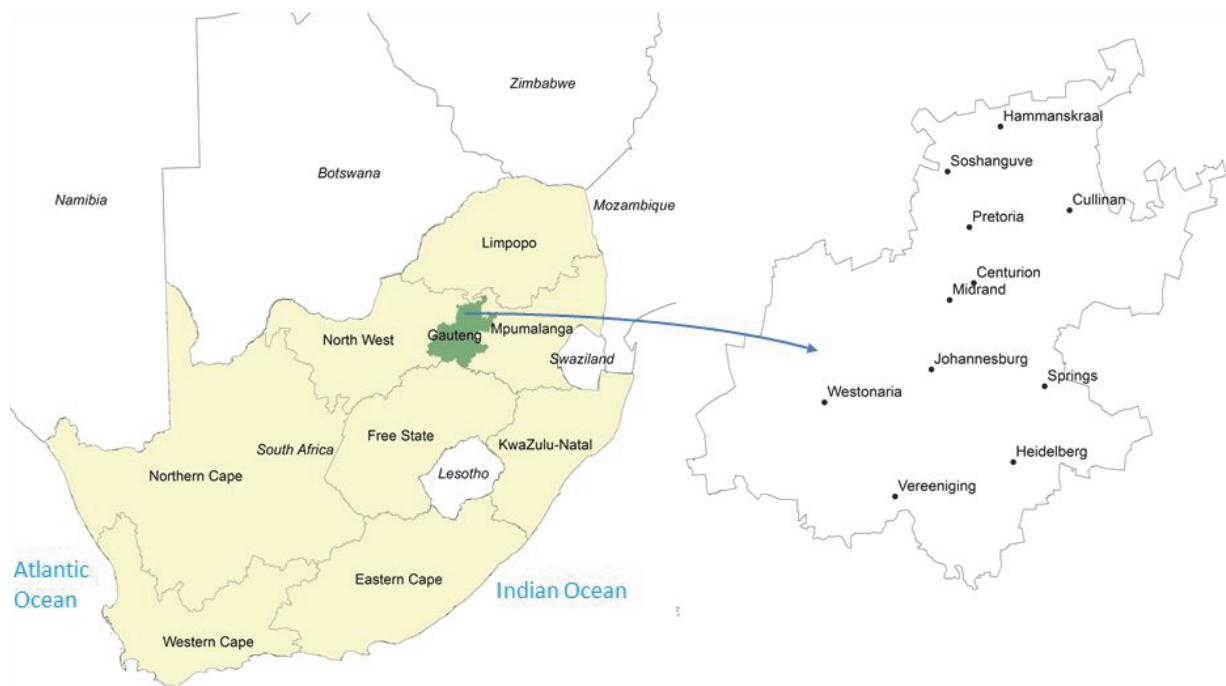 Zimbabwe
Botswana
Namibia
Mozambique
Limpopo
North West
Gauteng
Mpumalanga
Swaziland
Free State
South Africa
KwaZulu-Natal
Lesotho
Northern Cape
Atlantic
Ocean
Eastern Cape
Indian Ocean
Western Cape
Hammanskraal
Soshanguve
Cullinan
Pretoria
Centurion
Midrand
Johannesburg
Springs
Westonaria
Heidelberg
Vereeniging